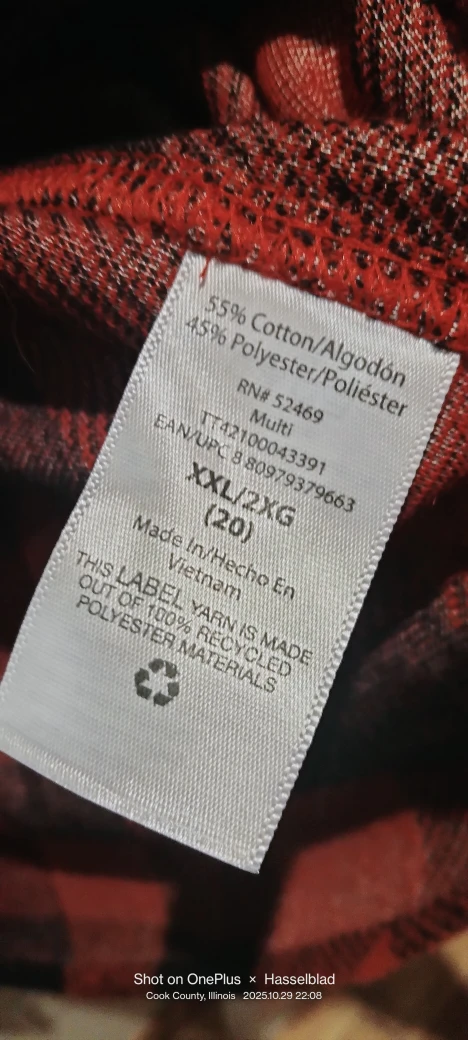 55% Cotton/Algodón
45% Polyester/Poliéster
RN# 52469
Multi
TT42100043391
EAN/UPC 8 80979379663
XXL/2XG
(20)
Made In/Hecho En
Vietnam
THIS LABEL YARN IS MADE
OUT OF 100% RECYCLED
POLYESTER MATERIALS
Shot on OnePlus × Hasselblad
Cook County, Illinois 2025.10.29 22:08